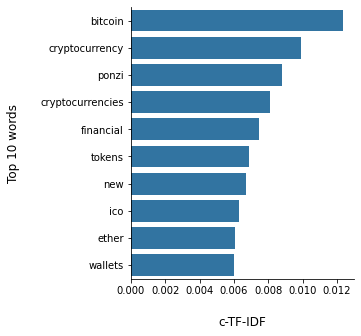 Top 10 words
bitcoin
cryptocurrency
ponzi
cryptocurrencies
financial
tokens
new
ico
ether
wallets
0.000 0.002 0.004 0.006 0.008 0.010 0.012
c-TF-IDF